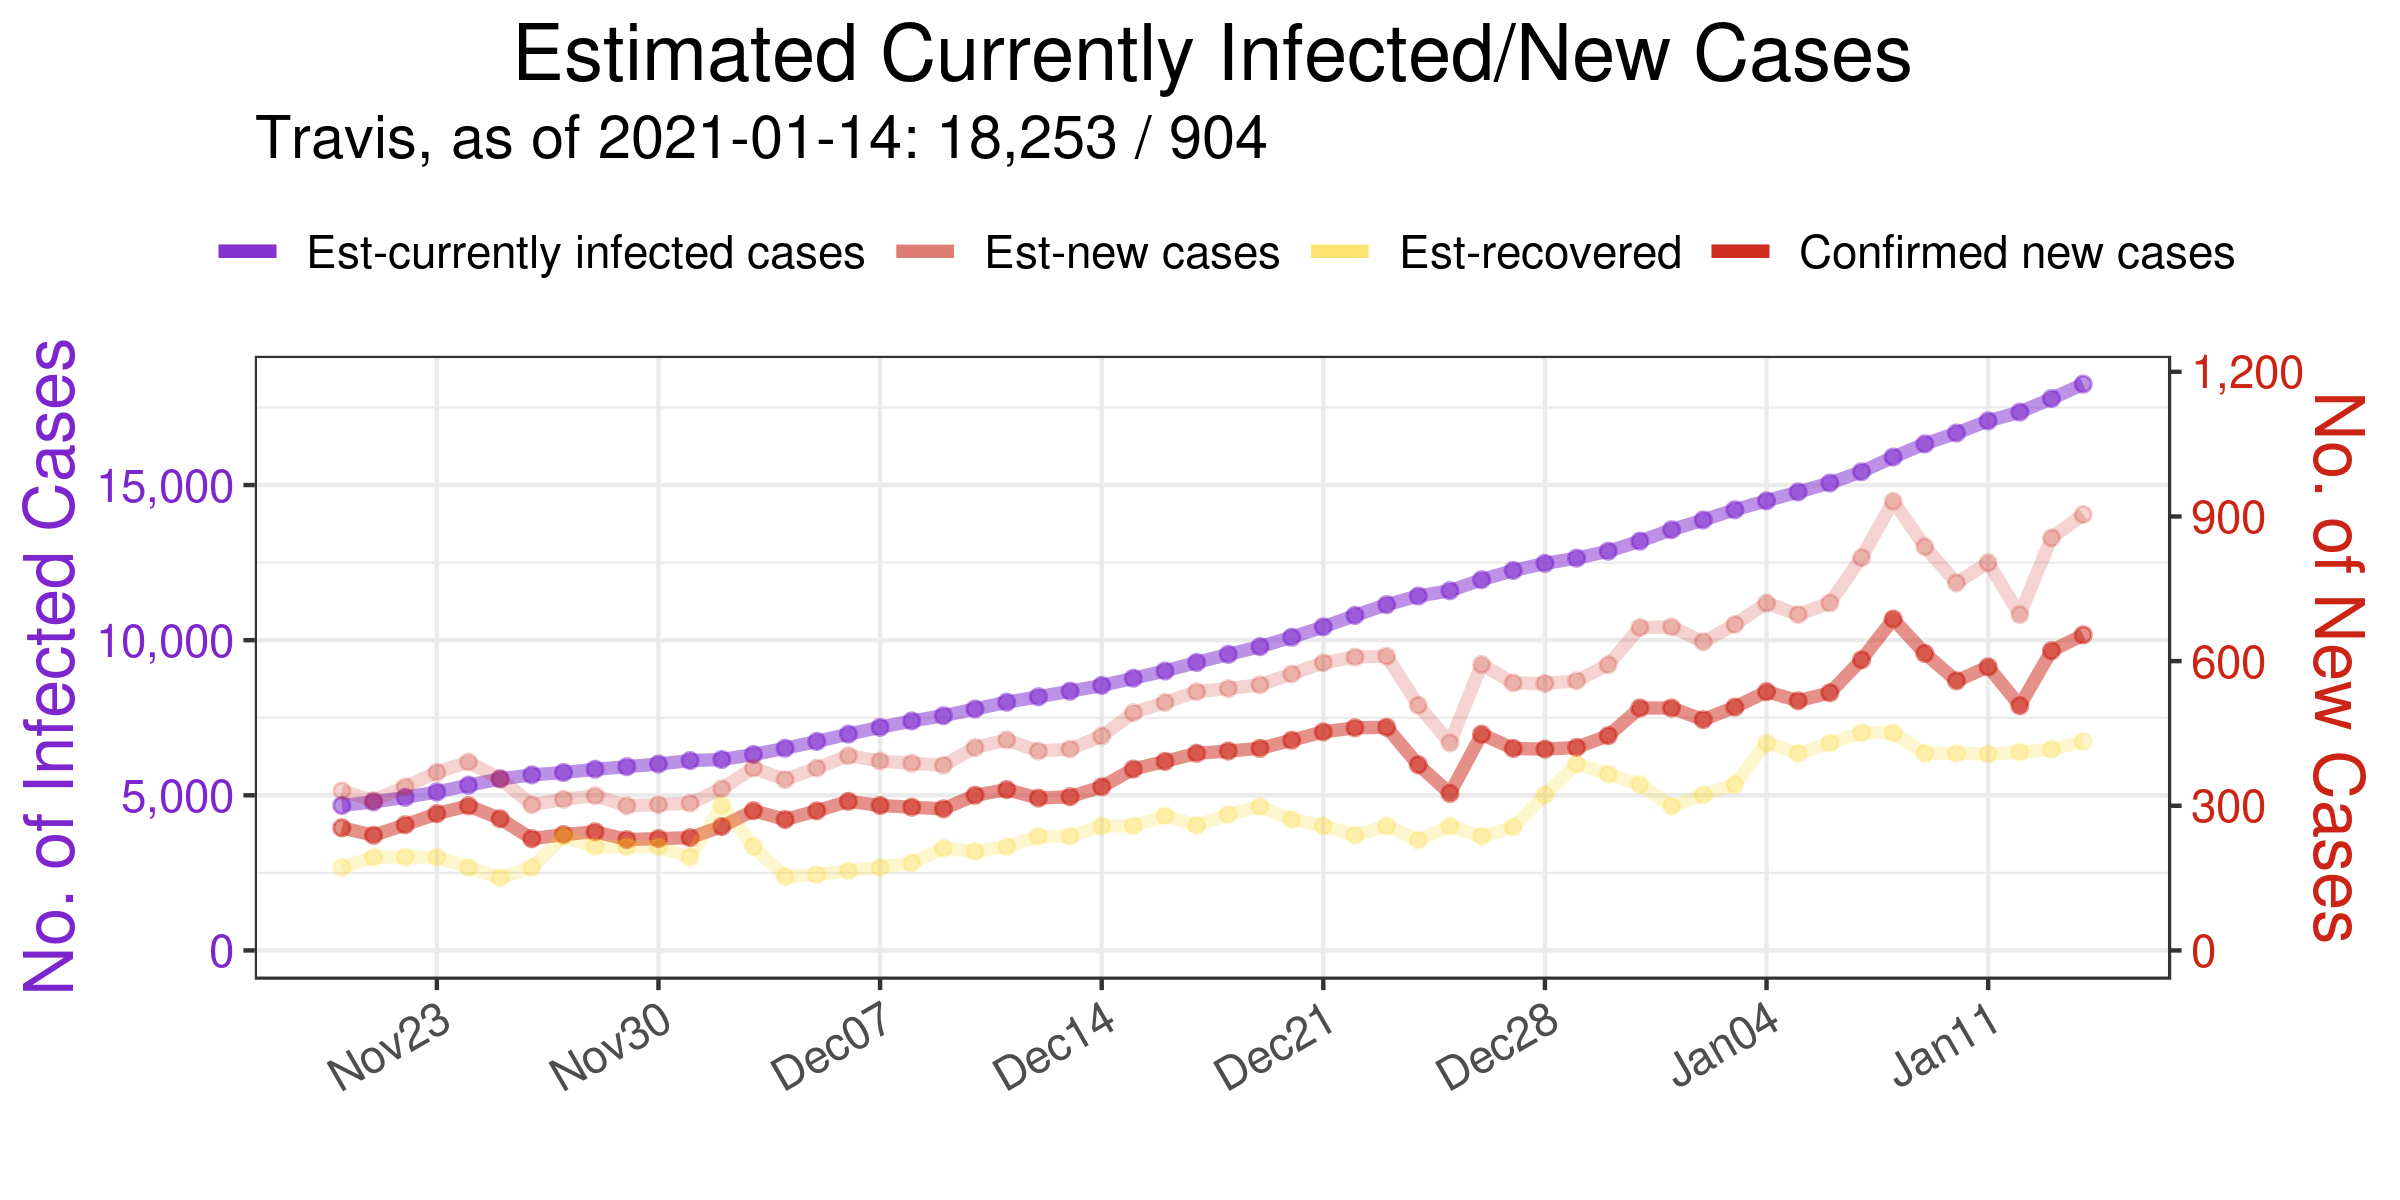 Estimated Currently Infected/New Cases
Travis, as of 2021-01-14: 18,253 / 904
Est-currently infected cases Est-new cases Est-recovered Confirmed new cases
No. of Infected Cases
15,000
10,000
5,000
0
1,200
900
600
300
0
No. of New Cases
Nov23 Nov30 Dec07 Dec14 Dec21 Dec28 Jan04 Jan11